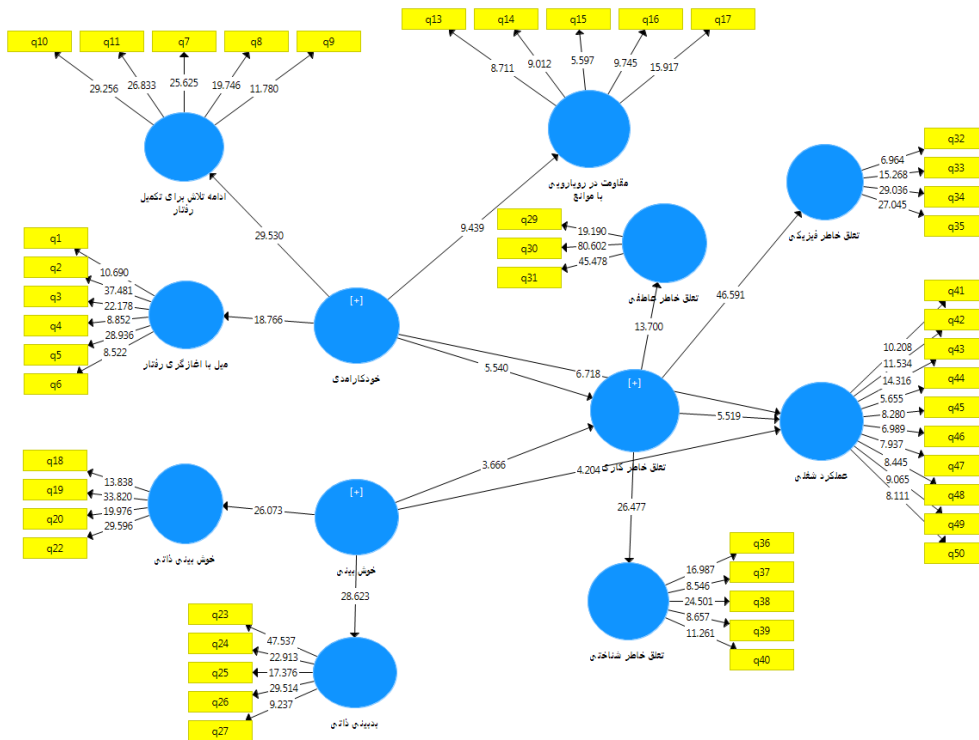 q10
q11
q7
q8
q9
29.256
26.833
25.625
19.746
11.780
ادامه تلاش برای تکمیل
رفتار
q13
q14
q15
q16
q17
8.711
9.012
5.597
9.745
15.917
مقاومت در رویارویی
با موانع
q32
q33
q34
q35
6.964
15.268
29.036
27.045
تعلق خاطر فیزیکی
29.530
9.439
q29
q30
q31
19.190
80.602
45.478
تعلق خاطر عاطفی
13.700
46.591
q1
q2
q3
q4
q5
q6
10.690
37.481
22.178
8.852
28.936
8.522
میل با اغازگری رفتار
18.766
[+]
خودکارامدی
5.540
6.718
[+]
تعلق خاطر کاری
5.519
q41
q42
q43
q44
q45
q46
q47
q48
q49
q50
10.208
11.534
14.316
5.655
8.280
6.989
7.937
8.445
9.065
8.111
عملکرد شغلی
3.666
4.204
q18
q19
q20
q22
13.838
33.820
19.976
29.596
خوش بینی ذاتی
26.073
[+]
خوش بینی
28.623
26.477
q36
q37
q38
q39
q40
16.987
8.546
24.501
8.657
11.261
تعلق خاطر شناختی
q23
q24
q25
q26
q27
47.537
22.913
17.376
29.514
9.237
بدبینی ذاتی